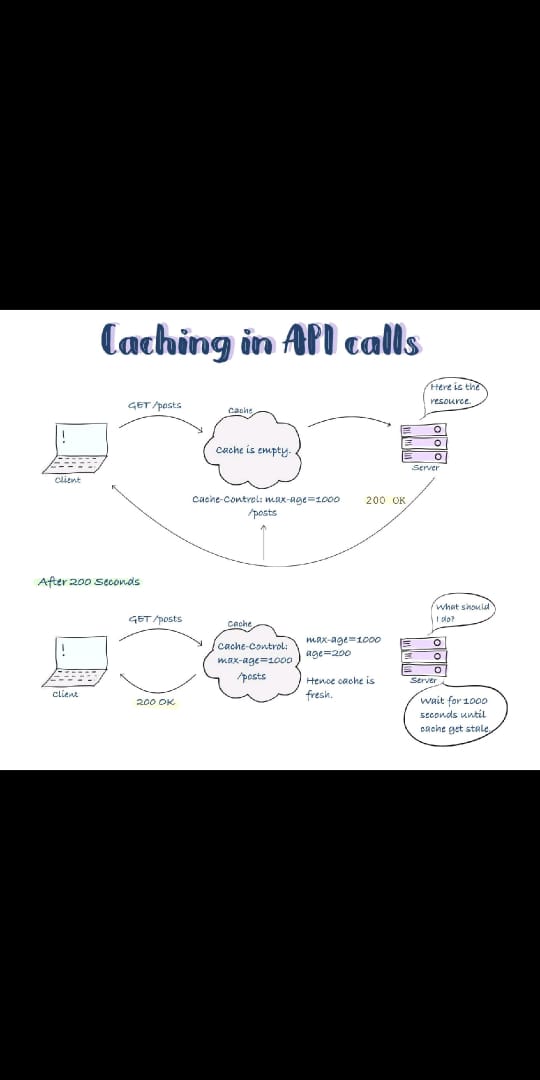 Caching in API calls
Here is the
resource.
GET /posts
Cache
Cache is empty.
!
Client
Server
Cache-Control: max-age=1000
/posts
200 OK
After 200 Seconds
What should
I do?
GET /posts
Cache
Cache-Control:
max-age=1000
/posts
max-age=1000
age=200
Hence cache is
fresh.
!
Client
200 OK
Server
Wait for 1000
seconds until
cache get stale.